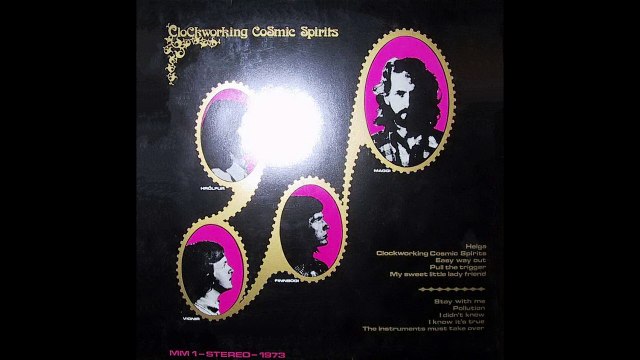 Clockworking Cosmic Spirits
MAGGI
HRÓLFUR
FINNBOGI
VIÐAR
Helga
Clockworking Cosmic Spirits
Easy way out
Pull the trigger
My sweet little lady friend
Stay with me
Pollution
I didn't know
I know it's true
The instruments must take over
MM 1-STEREO-1973